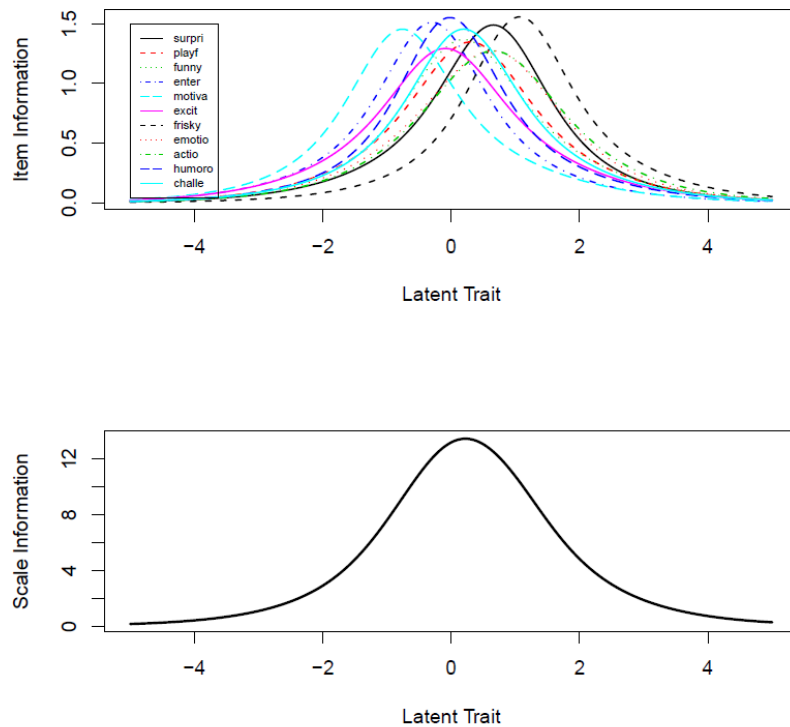 Item Information
0.0 0.5 1.0 1.5
surpri
playf
funny
enter
motiva
excit
frisky
emotio
actio
humoro
challe
−4 −2 0 2 4
Latent Trait
Scale Information
0 4 8 12
−4 −2 0 2 4
Latent Trait